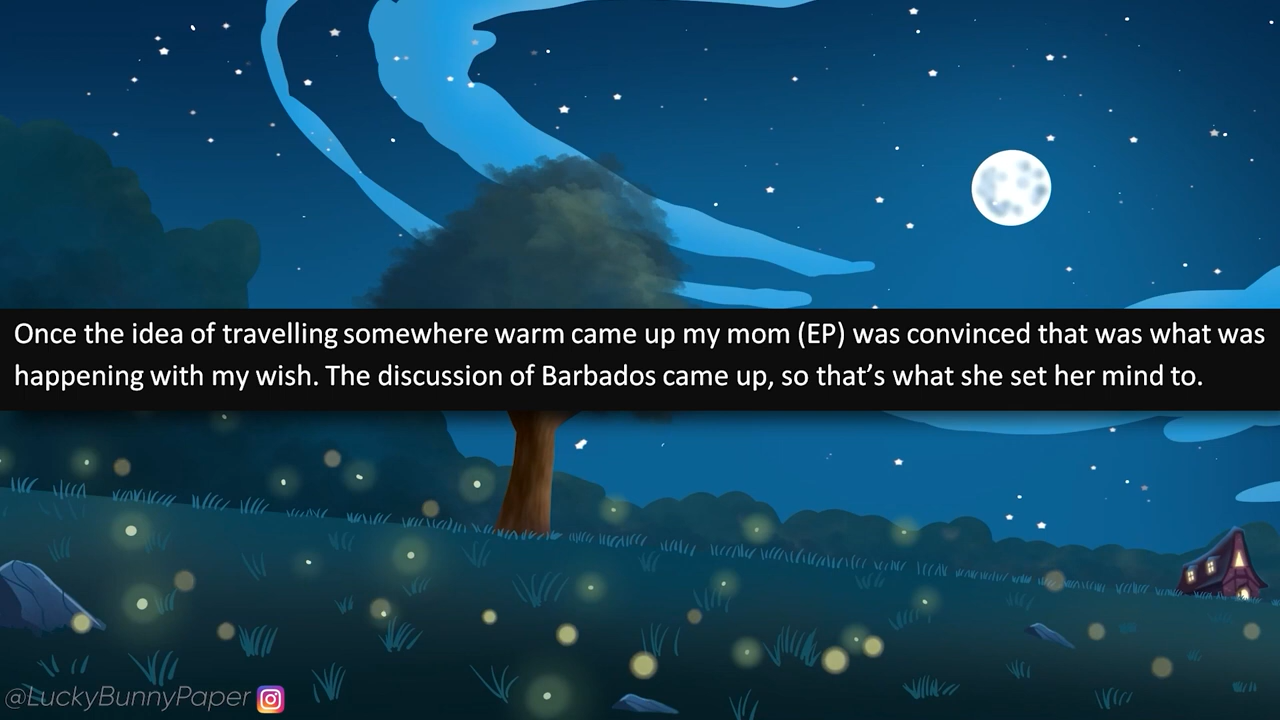 Once the idea of travelling somewhere warm came up my mom (EP) was convinced that was what was
happening with my wish. The discussion of Barbados came up, so that’s what she set her mind to.
@LuckyBunnyPaper